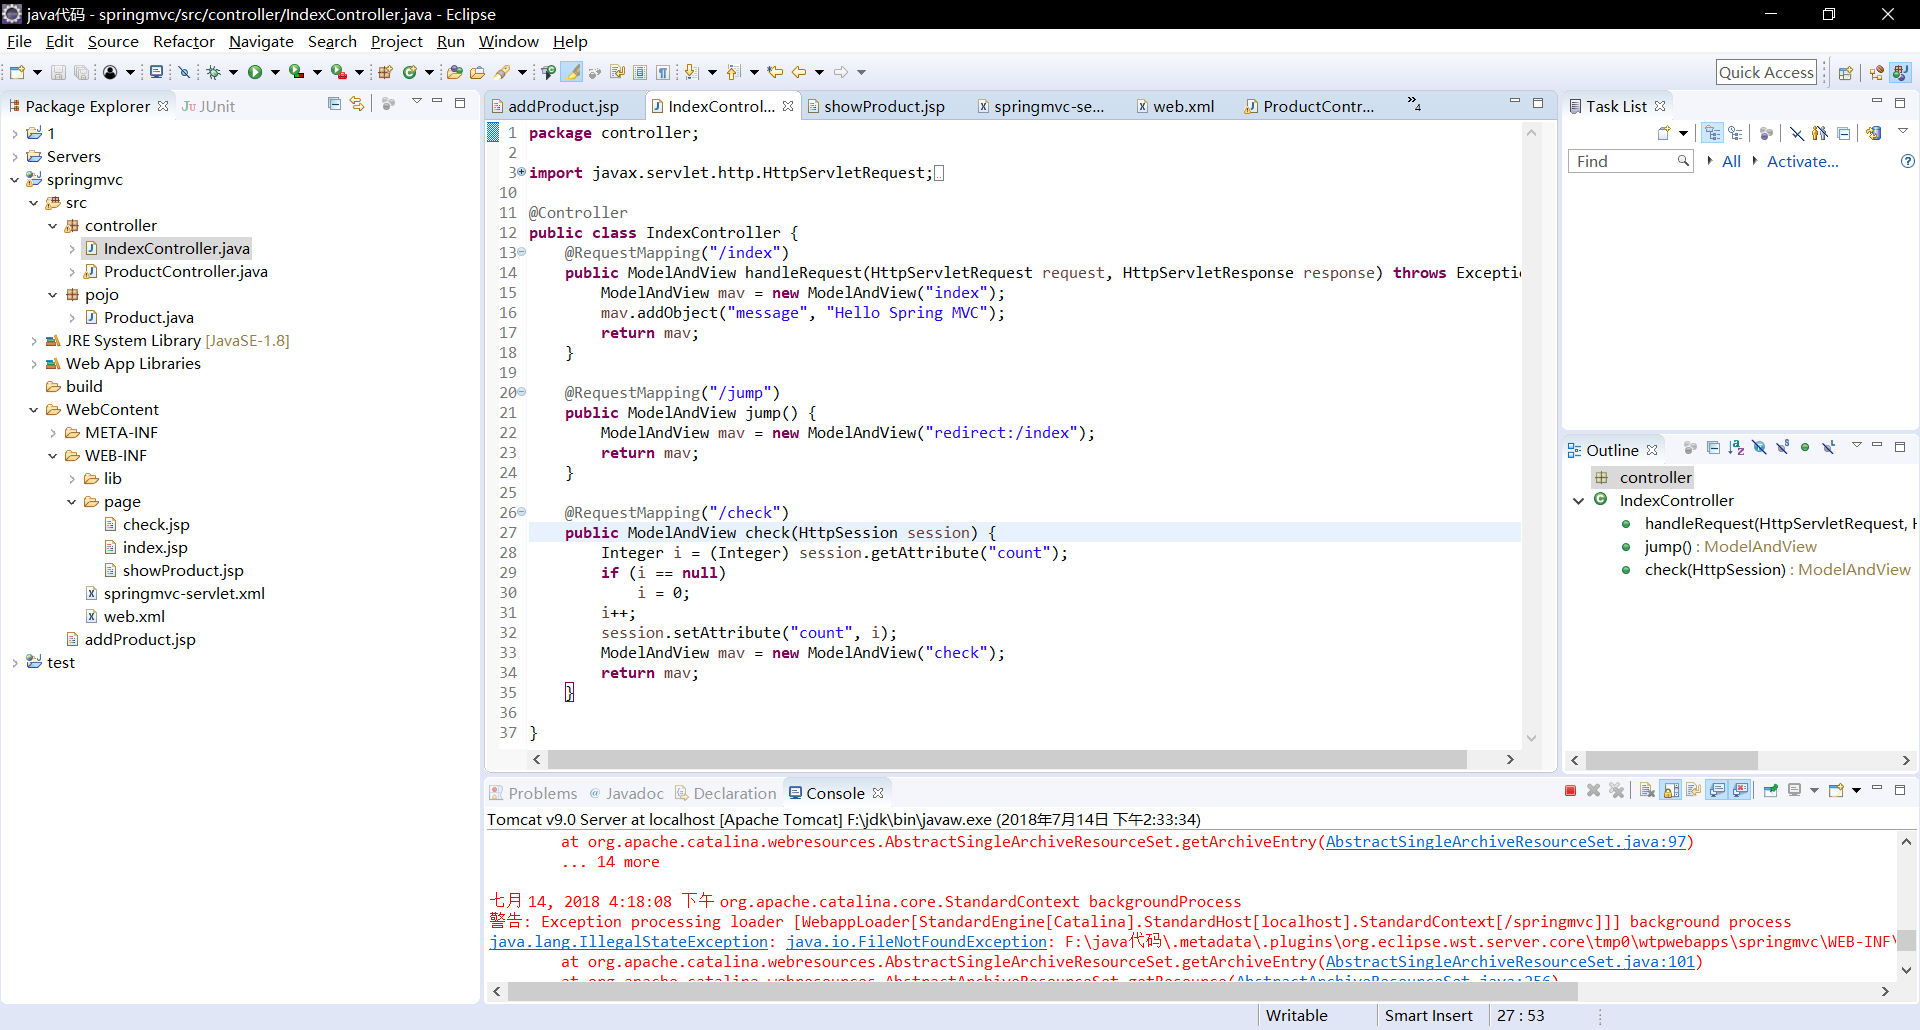 java代码 - springmvc/src/controller/IndexController.java - Eclipse
File Edit Source Refactor Navigate Search Project Run Window Help
Quick Access
Package Explorer JUnit
1
Servers
springmvc
src
controller
IndexController.java
ProductController.java
pojo
Product.java
JRE System Library [JavaSE-1.8]
Web App Libraries
build
WebContent
META-INF
WEB-INF
lib
page
check.jsp
index.jsp
showProduct.jsp
springmvc-servlet.xml
web.xml
addProduct.jsp
test
addProduct.jsp IndexControl... showProduct.jsp springmvc-se... web.xml ProductContr... »4
1 package controller;
2
3 import javax.servlet.http.HttpServletRequest;
10
11 @Controller
12 public class IndexController {
13 @RequestMapping("/index")
14 public ModelAndView handleRequest(HttpServletRequest request, HttpServletResponse response) throws Excepti
15 ModelAndView mav = new ModelAndView("index");
16 mav.addObject("message", "Hello Spring MVC");
17 return mav;
18 }
19
20 @RequestMapping("/jump")
21 public ModelAndView jump() {
22 ModelAndView mav = new ModelAndView("redirect:/index");
23 return mav;
24 }
25
26 @RequestMapping("/check")
27 public ModelAndView check(HttpSession session) {
28 Integer i = (Integer) session.getAttribute("count");
29 if (i == null)
30 i = 0;
31 i++;
32 session.setAttribute("count", i);
33 ModelAndView mav = new ModelAndView("check");
34 return mav;
35 }
36
37 }
Task List
Find All Activate...
Outline
controller
IndexController
handleRequest(HttpServletRequest, H
jump() : ModelAndView
check(HttpSession) : ModelAndView
Problems @ Javadoc Declaration Console
Tomcat v9.0 Server at localhost [Apache Tomcat] F:\jdk\bin\javaw.exe (2018年7月14日 下午2:33:34)
at org.apache.catalina.webresources.AbstractSingleArchiveResourceSet.getArchiveEntry(AbstractSingleArchiveResourceSet.java:97)
... 14 more
七月 14, 2018 4:18:08 下午 org.apache.catalina.core.StandardContext backgroundProcess
警告: Exception processing loader [WebappLoader[StandardEngine[Catalina].StandardHost[localhost].StandardContext[/springmvc]]] background process
java.lang.IllegalStateException: java.io.FileNotFoundException: F:\java代码\.metadata\.plugins\org.eclipse.wst.server.core\tmp0\wtpwebapps\springmvc\WEB-INF\
at org.apache.catalina.webresources.AbstractSingleArchiveResourceSet.getArchiveEntry(AbstractSingleArchiveResourceSet.java:101)
at org.apache.catalina.webresources.AbstractArchiveResourceSet.getResource(AbstractArchiveResourceSet.java:256)
Writable Smart Insert 27 : 53